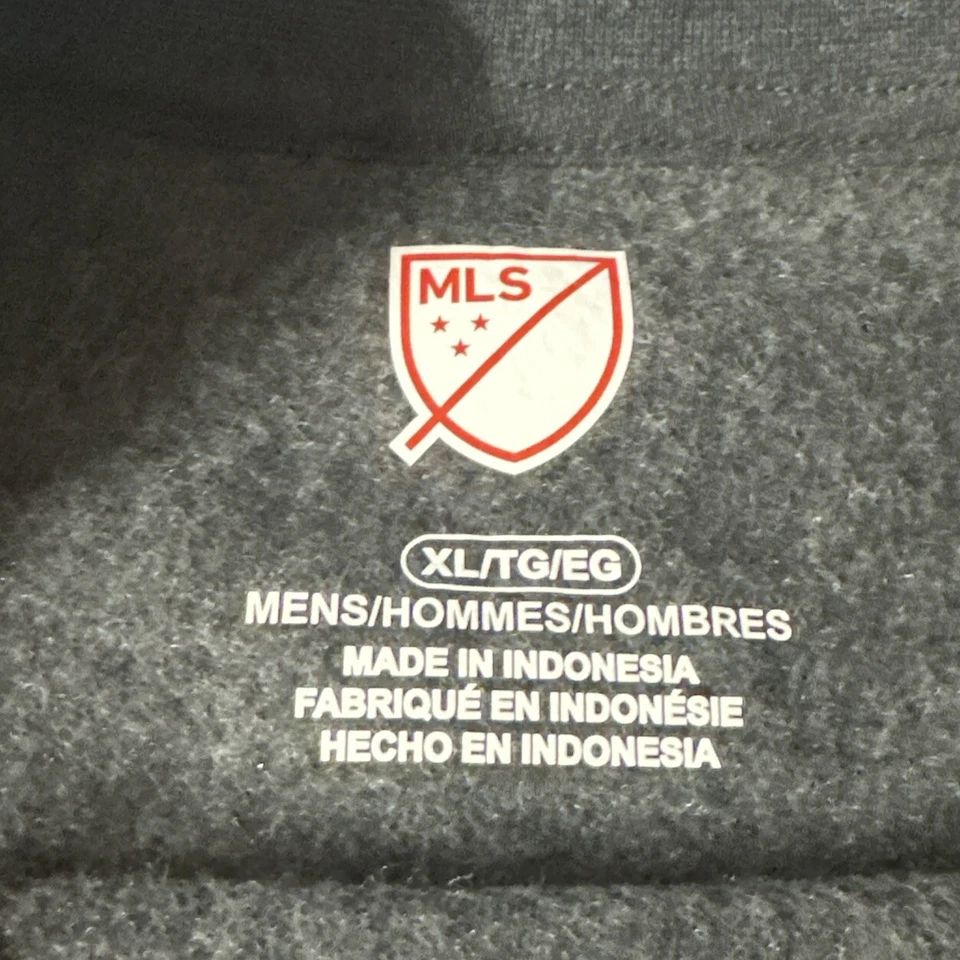 MLS
XL/TG/EG
MENS/HOMMES/HOMBRES
MADE IN INDONESIA
FABRIQUÉ EN INDONÉSIE
HECHO EN INDONESIA